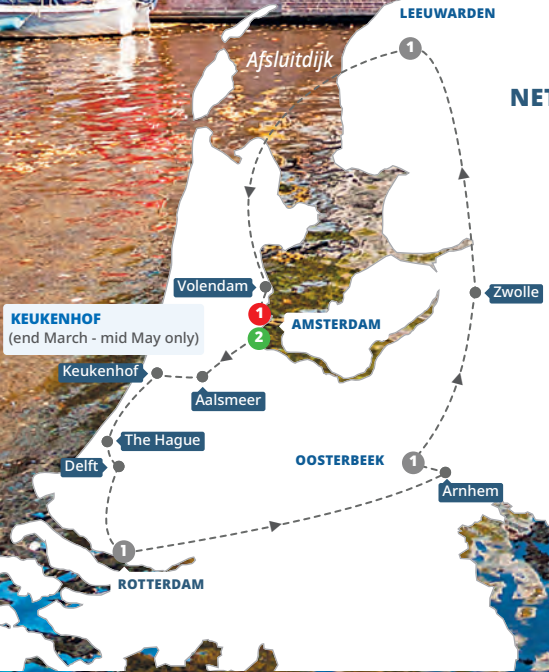 LEEUWARDEN
1
Afsluitdijk
NET
Volendam
Zwolle
1
AMSTERDAM
2
KEUKENHOF
(end March - mid May only)
Keukenhof
Aalsmeer
The Hague
Delft
OOSTERBEEK
1
Arnhem
1
ROTTERDAM